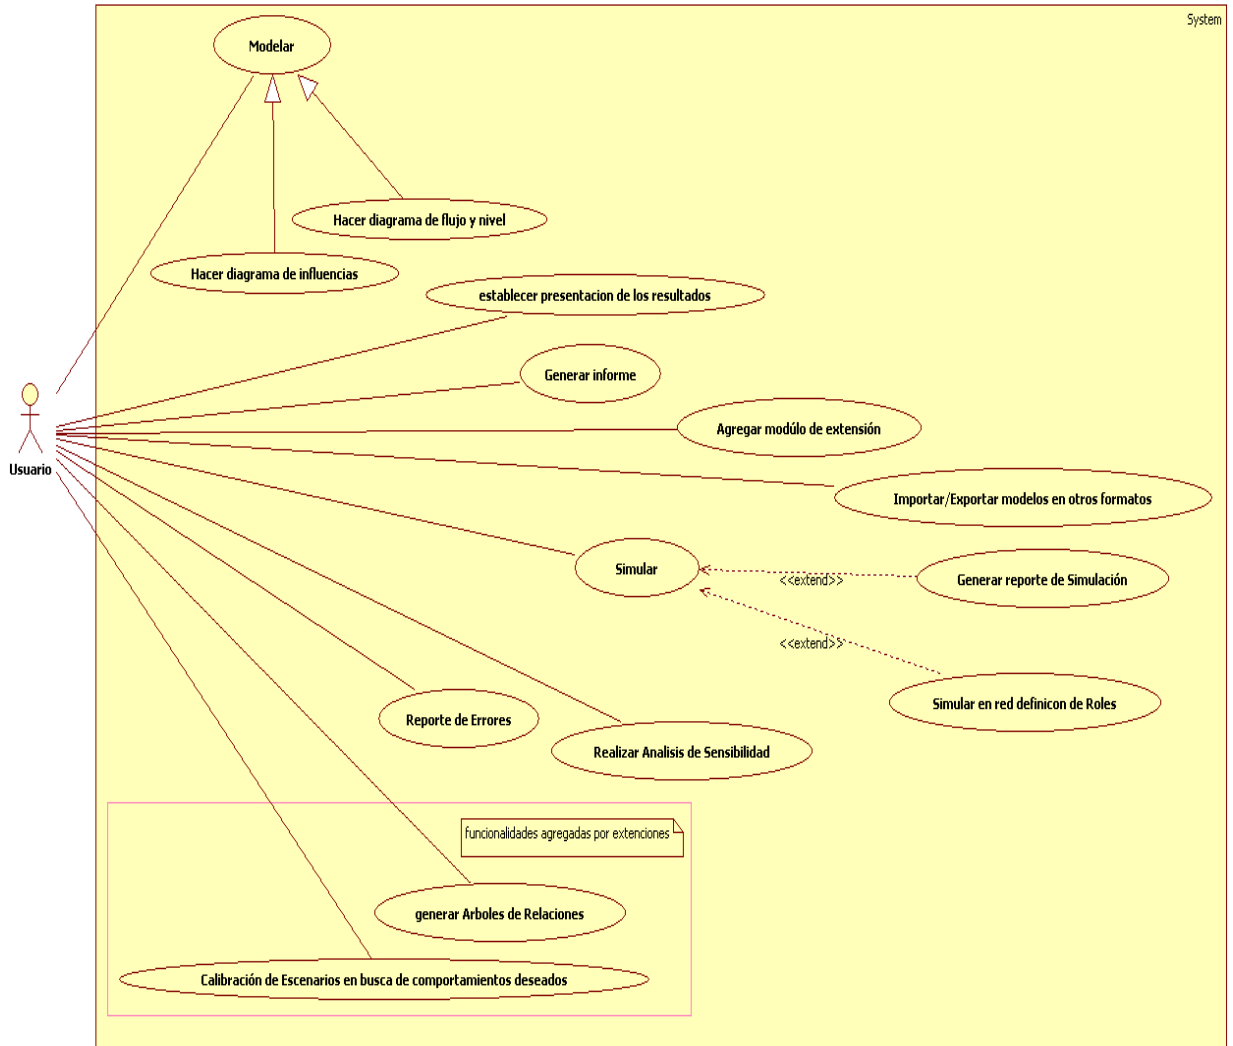 System
Modelar
Hacer diagrama de flujo y nivel
Hacer diagrama de influencias
establecer presentacion de los resultados
Generar informe
Agregar modúlo de extensión
Usuario
Importar/Exportar modelos en otros formatos
Simular
<<extend>>
Generar reporte de Simulación
<<extend>>
Simular en red definicon de Roles
Reporte de Errores
Realizar Analisis de Sensibilidad
funcionalidades agregadas por extenciones
generar Arboles de Relaciones
Calibración de Escenarios en busca de comportamientos deseados